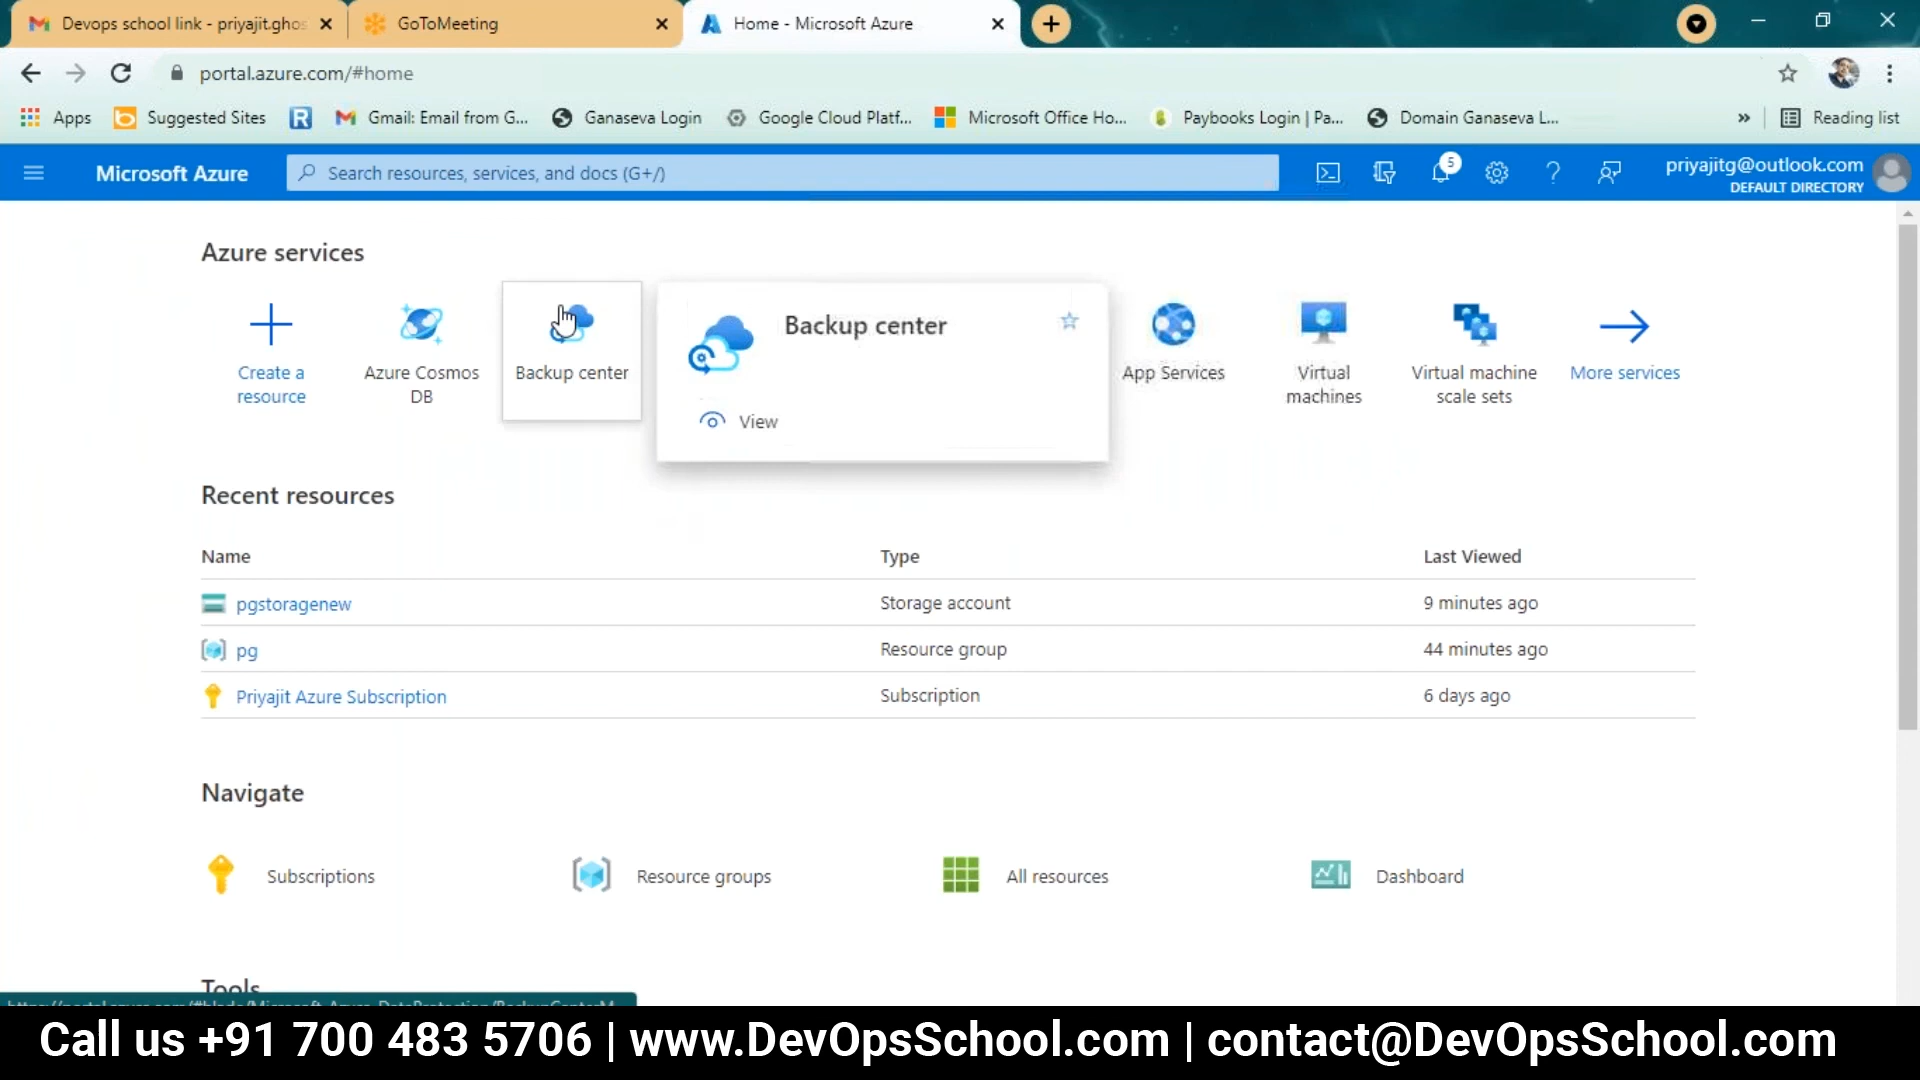 Devops school link - priyajit.ghos
GoToMeeting
Home - Microsoft Azure
portal.azure.com/#home
Apps
Suggested Sites
Gmail: Email from G...
Ganaseva Login
Google Cloud Platf...
Microsoft Office Ho...
Paybooks Login | Pa...
Domain Ganaseva L...
»
Reading list
Microsoft Azure
Search resources, services, and docs (G+/)
5
priyajitg@outlook.com
DEFAULT DIRECTORY
Azure services
Create a
resource
Azure Cosmos
DB
Backup center
Backup center
View
App Services
Virtual
machines
Virtual machine
scale sets
More services
Recent resources
Name Type Last Viewed
pgstoragenew Storage account 9 minutes ago
pg Resource group 44 minutes ago
Priyajit Azure Subscription Subscription 6 days ago
Navigate
Subscriptions
Resource groups
All resources
Dashboard
Tools
Call us +91 700 483 5706 | www.DevOpsSchool.com | contact@DevOpsSchool.com